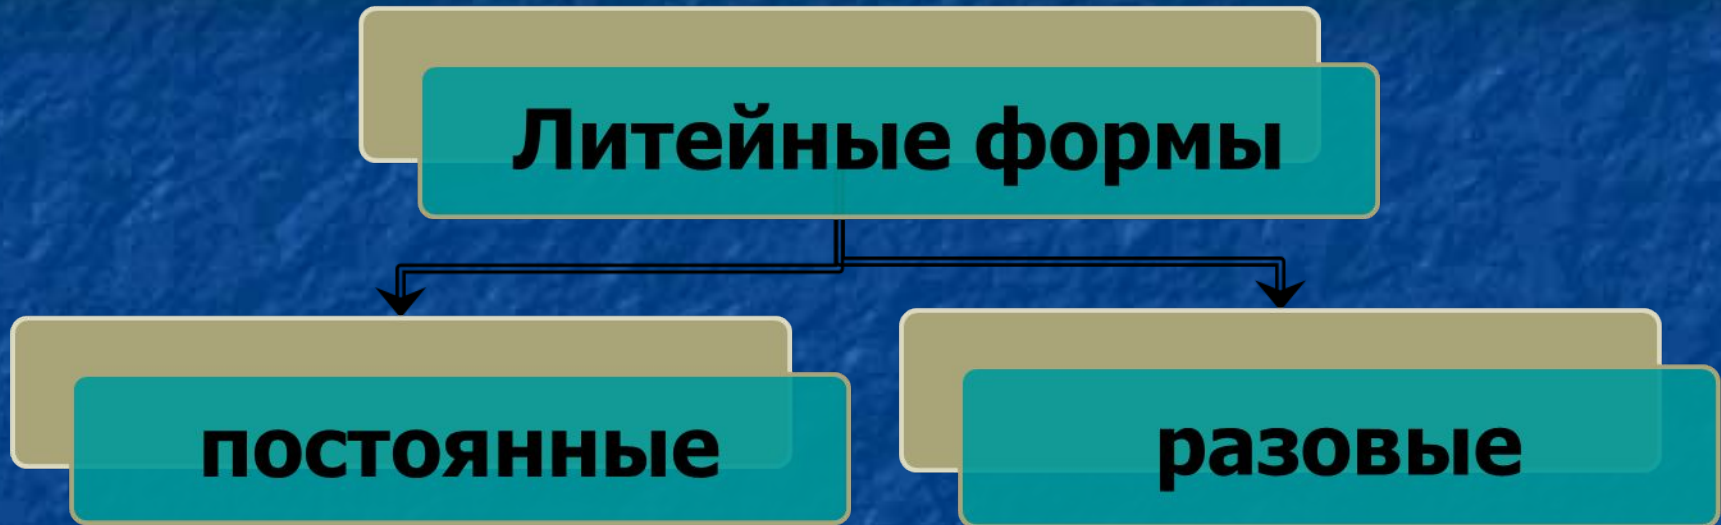 Литейные формы
постоянные
разовые